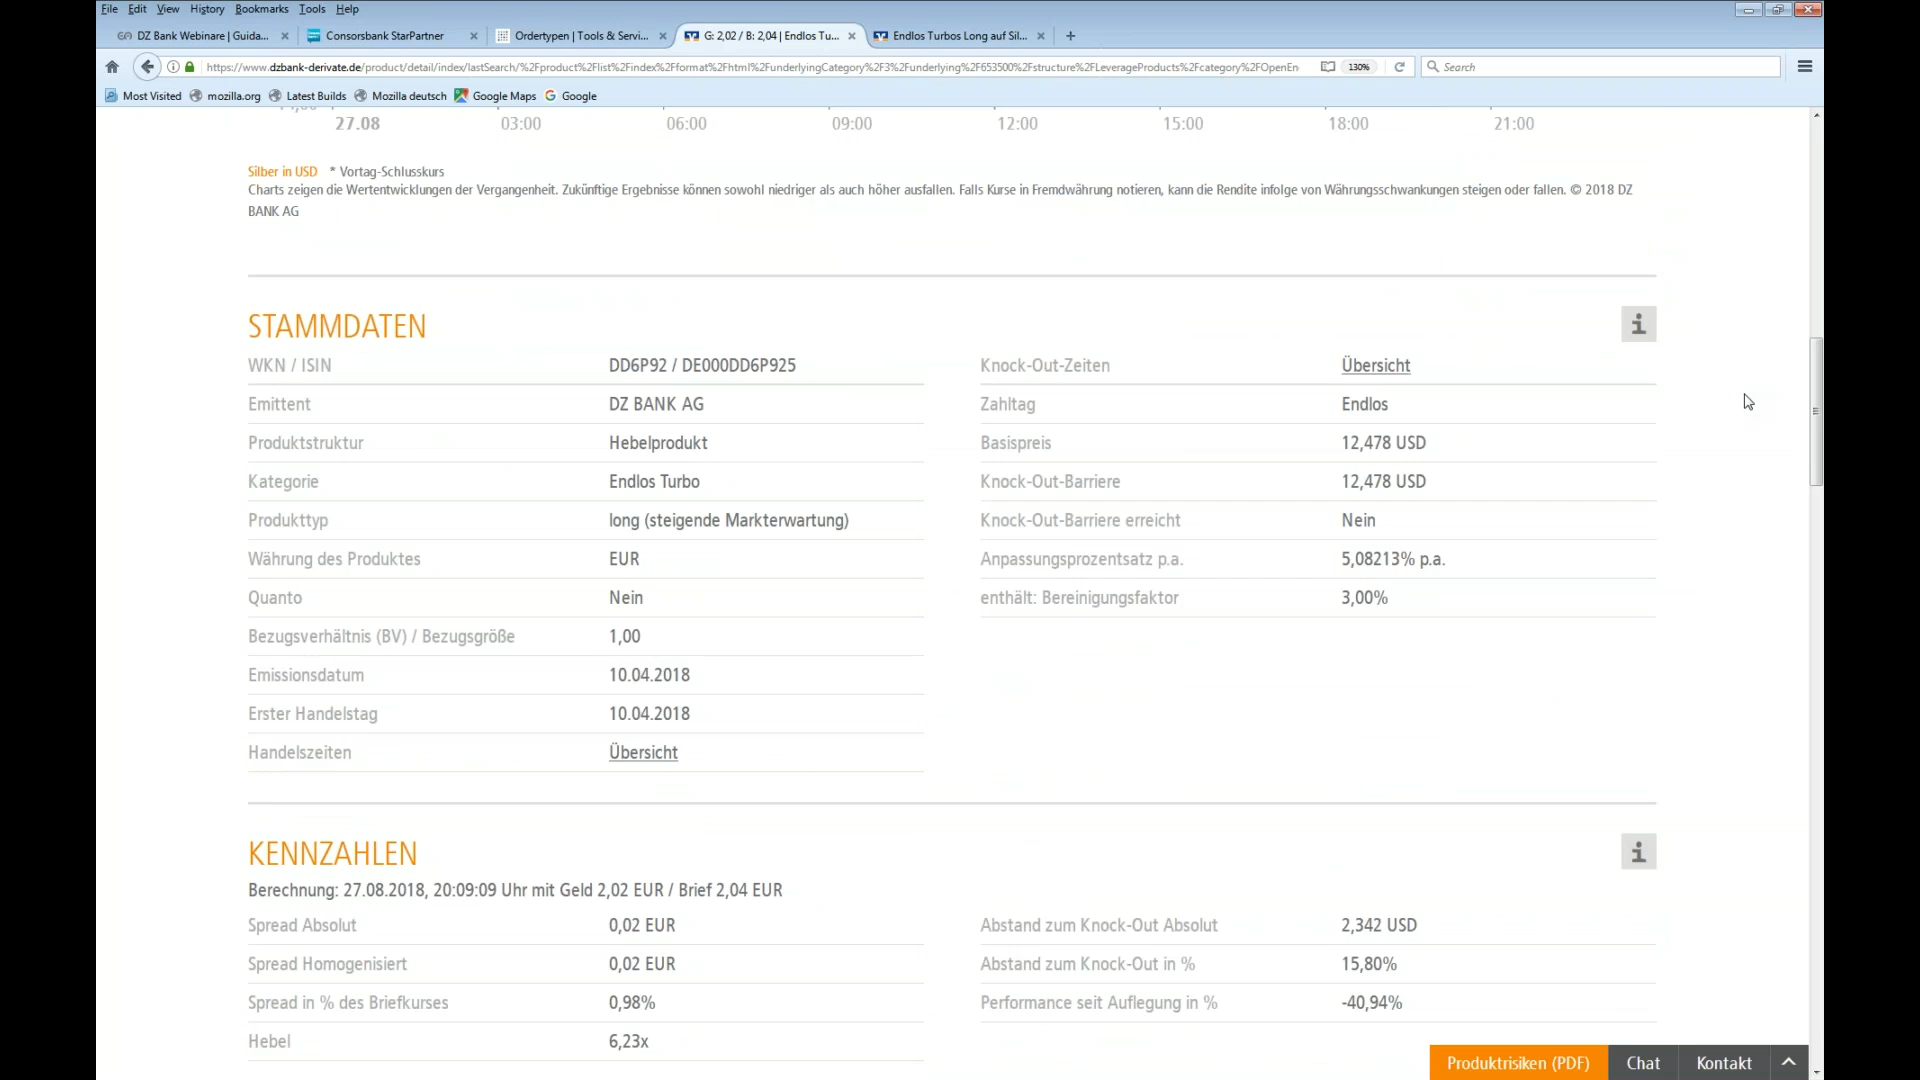 File Edit View History Bookmarks Tools Help
DZ Bank Webinare | Guida... Consorsbank StarPartner Ordertypen | Tools & Servi... G: 2,02 / B: 2,04 | Endlos Tu... Endlos Turbos Long auf Sil...
https://www.dzbank-derivate.de/product/detail/index/lastSearch/%2Fproduct%2Flist%2Findex%2Fformat%2Fhtml%2FunderlyingCategory%2F3%2Funderlying%2F653500%2Fstructure%2FLeverageProducts%2Fcategory%2FOpenEn 130% Search
Most Visited mozilla.org Latest Builds Mozilla deutsch Google Maps Google
27.08 03:00 06:00 09:00 12:00 15:00 18:00 21:00
Silber in USD * Vortag-Schlusskurs
Charts zeigen die Wertentwicklungen der Vergangenheit. Zukünftige Ergebnisse können sowohl niedriger als auch höher ausfallen. Falls Kurse in Fremdwährung notieren, kann die Rendite infolge von Währungsschwankungen steigen oder fallen. © 2018 DZ
BANK AG
STAMMDATEN
WKN / ISIN DD6P92 / DE000DD6P925
Emittent DZ BANK AG
Produktstruktur Hebelprodukt
Kategorie Endlos Turbo
Produkttyp long (steigende Markterwartung)
Währung des Produktes EUR
Quanto Nein
Bezugsverhältnis (BV) / Bezugsgröße 1,00
Emissionsdatum 10.04.2018
Erster Handelstag 10.04.2018
Handelszeiten Übersicht
Knock-Out-Zeiten Übersicht
Zahltag Endlos
Basispreis 12,478 USD
Knock-Out-Barriere 12,478 USD
Knock-Out-Barriere erreicht Nein
Anpassungsprozentsatz p.a. 5,08213% p.a.
enthält: Bereinigungsfaktor 3,00%
KENNZAHLEN
Berechnung: 27.08.2018, 20:09:09 Uhr mit Geld 2,02 EUR / Brief 2,04 EUR
Spread Absolut 0,02 EUR
Spread Homogenisiert 0,02 EUR
Spread in % des Briefkurses 0,98%
Hebel 6,23x
Abstand zum Knock-Out Absolut 2,342 USD
Abstand zum Knock-Out in % 15,80%
Performance seit Auflegung in % -40,94%
Produktrisiken (PDF) Chat Kontakt